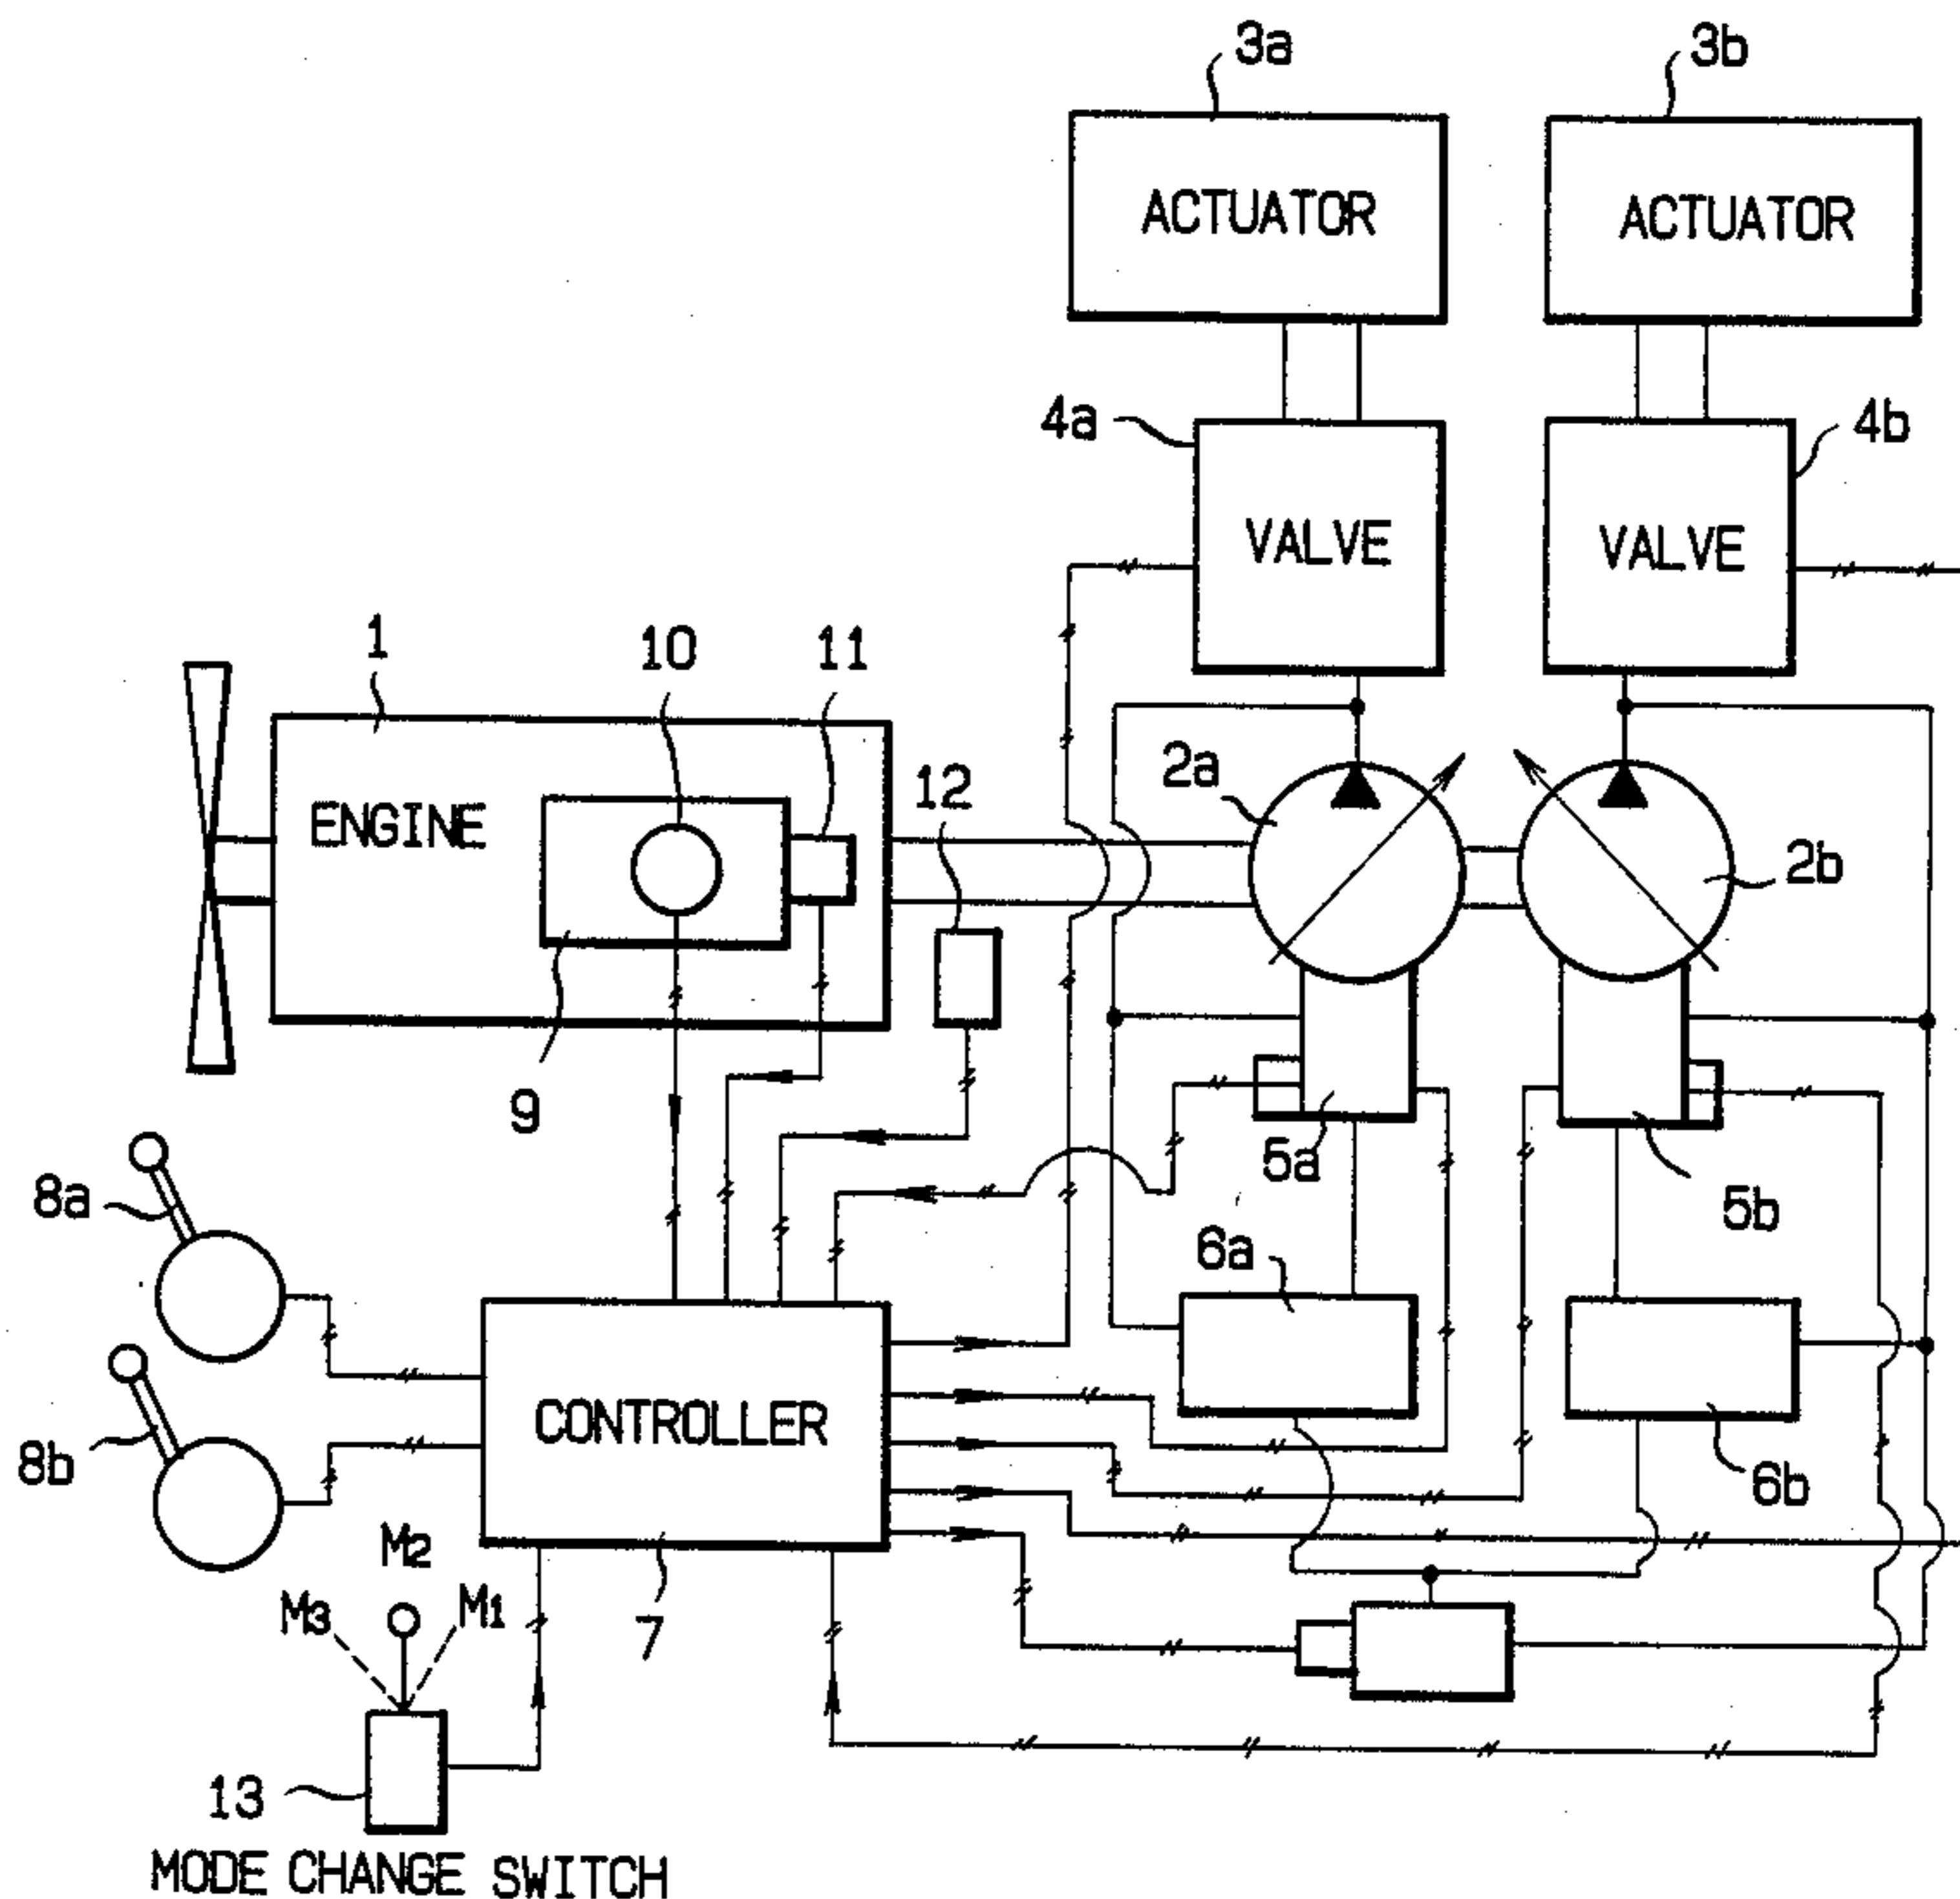 3a
3b
ACTUATOR
ACTUATOR
4a
4b
VALVE
VALVE
1
10
11
12
2a
ENGINE
2b
9
8a
5a
5b
6a
CONTROLLER
8b
6b
M2
M3
M1
7
13
MODE CHANGE SWITCH